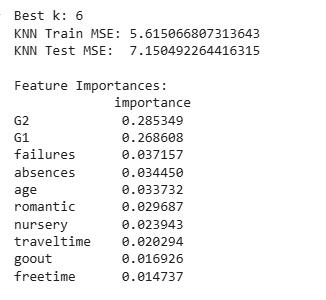 Best k: 6
KNN Train MSE: 5.615066807313643
KNN Test MSE:  7.150492264416315

Feature Importances:
            importance
G2            0.285349
G1            0.268608
failures      0.037157
absences      0.034450
age           0.033732
romantic      0.029687
nursery       0.023943
traveltime    0.020294
goout         0.016926
freetime      0.014737